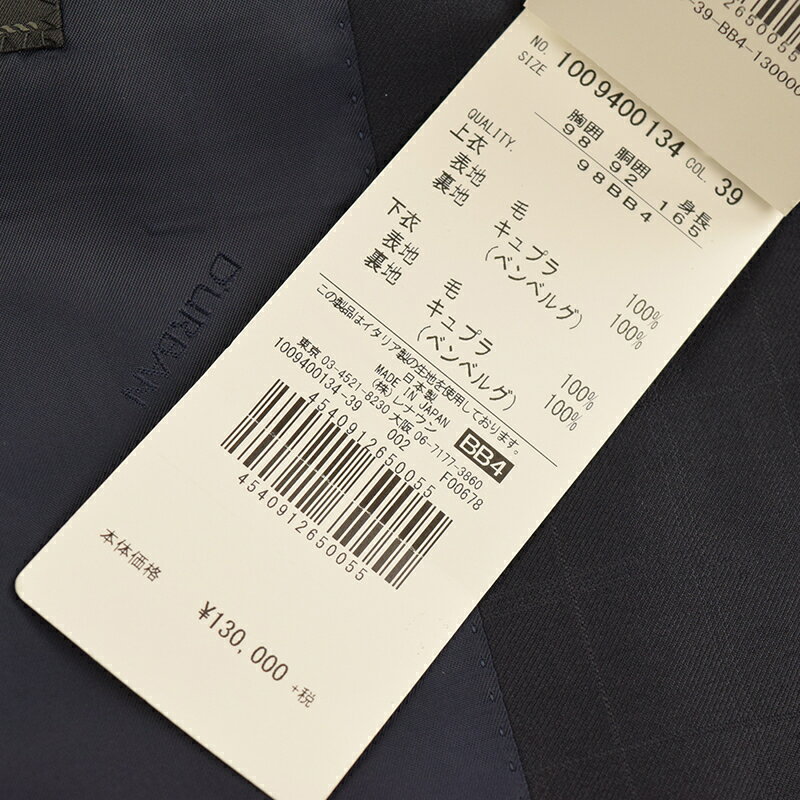 -39-BB4-130000
NO. 1009400134 COL. 39
SIZE
胸囲 胴囲 身長
98 92 165
98BB4
QUALITY.
上衣
表地 毛 100%
裏地 キュプラ 100%
(ベンベルグ)
下衣
表地 毛 100%
裏地 キュプラ 100%
(ベンベルグ)
この製品はイタリア製の生地を使用しております。
日本製
MADE IN JAPAN
(株)レナウン
東京 03-4521-8230 大阪 06-7177-3860
1009400134-39 002 F00678
BB4
4540912650055
4540912650055
本体価格
¥130,000 +税
D'URBAN